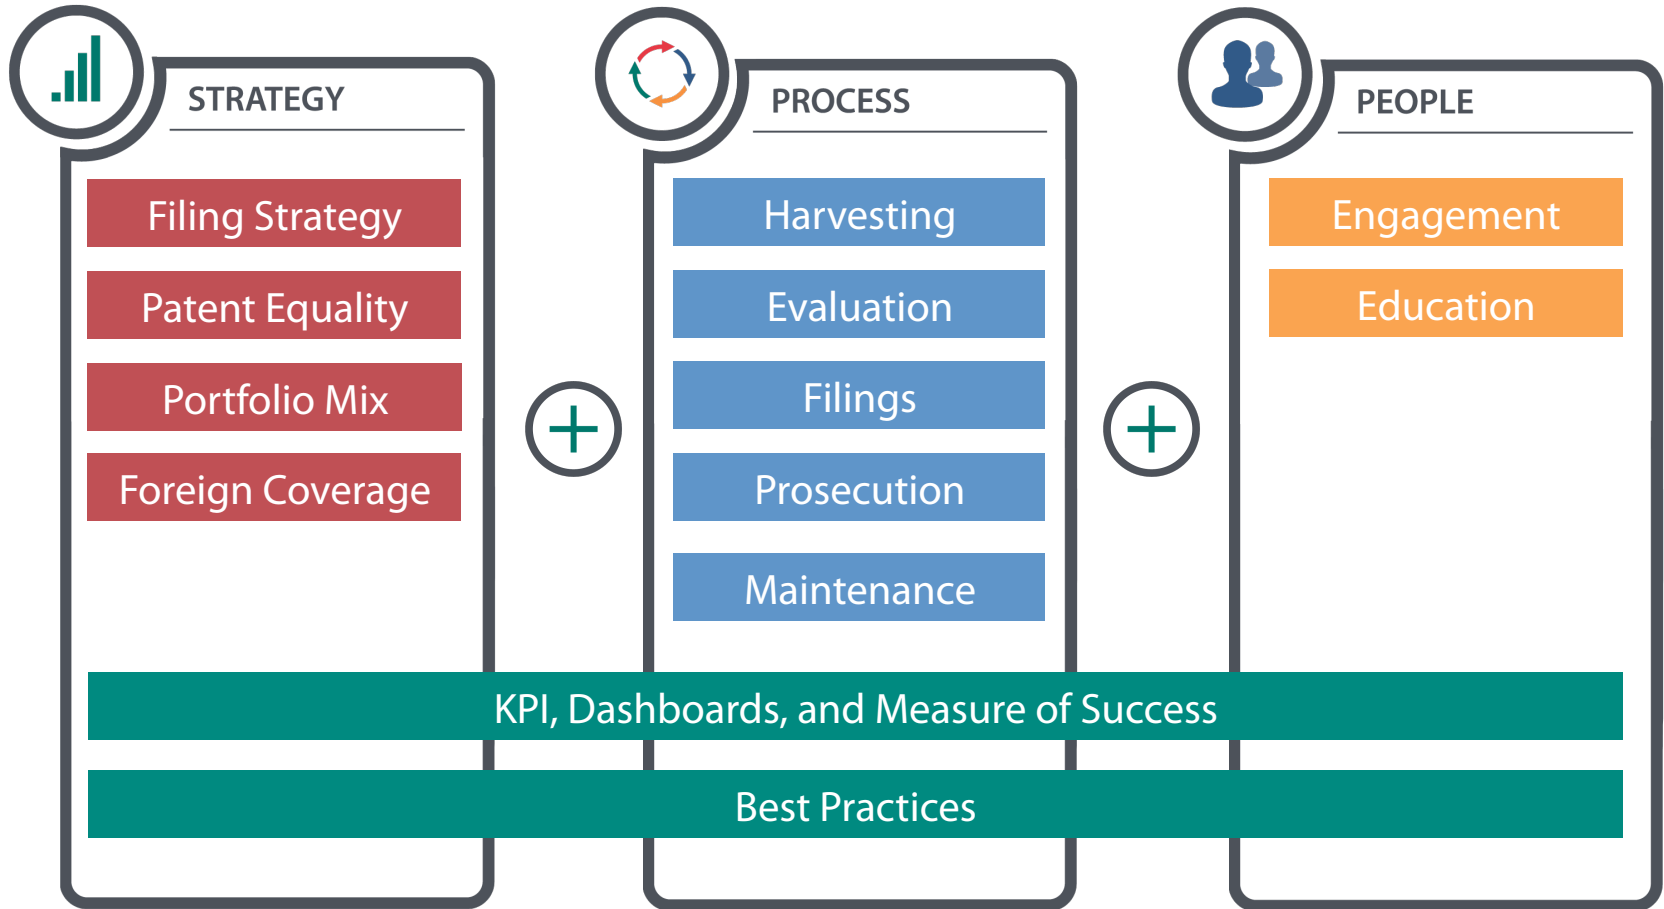 STRATEGY
Filing Strategy
Patent Equality
Portfolio Mix
Foreign Coverage
PROCESS
Harvesting
Evaluation
Filings
Prosecution
Maintenance
PEOPLE
Engagement
Education
KPI, Dashboards, and Measure of Success
Best Practices